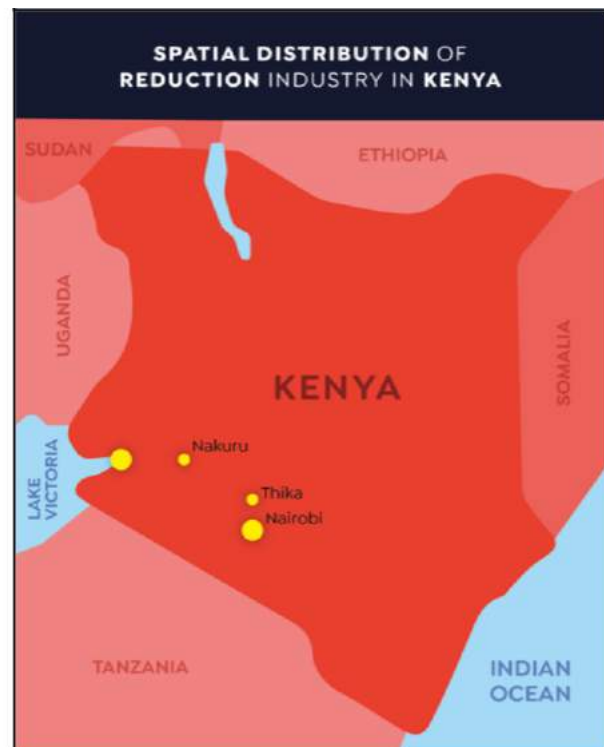 SPATIAL DISTRIBUTION OF
REDUCTION INDUSTRY IN KENYA
SUDAN
ETHIOPIA
UGANDA
SOMALIA
KENYA
Nakuru
LAKE
VICTORIA
Thika
Nairobi
TANZANIA
INDIAN
OCEAN